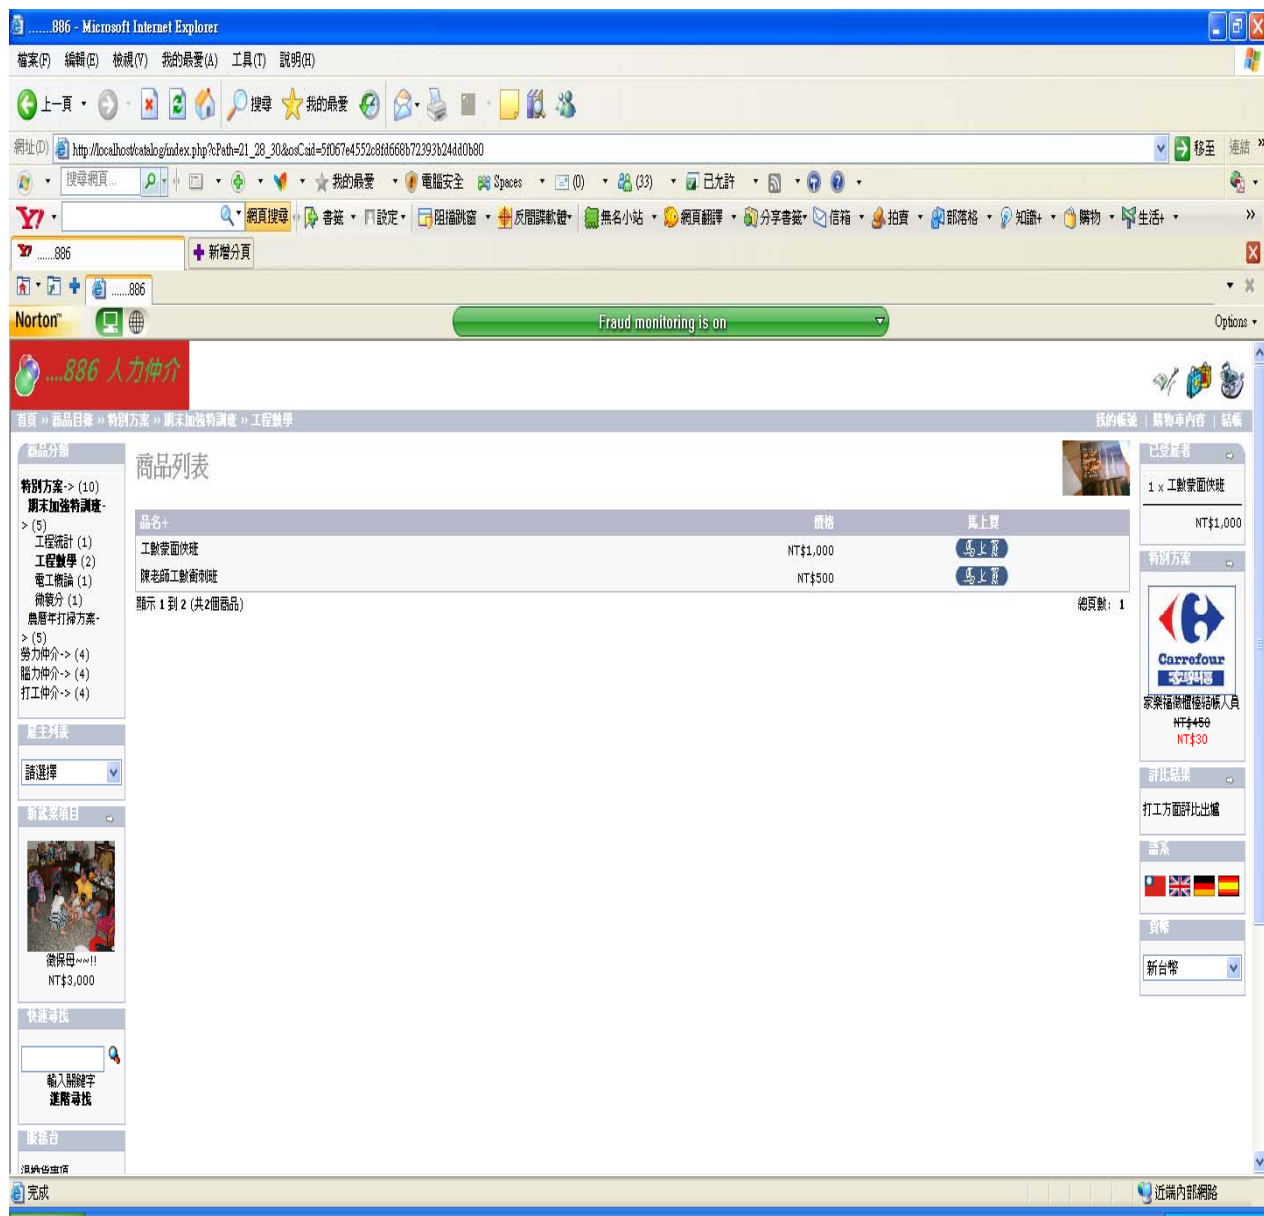 .......886 - Microsoft Internet Explorer
檔案(F) 編輯(E) 檢視(V) 我的最愛(A) 工具(T) 說明(H)
上一頁 搜尋 我的最愛
網址(D) http://localhost/catalog/index.php?cPath=21_28_30&osCsid=5f067e4552c8fd668b72393b24dd0b80 移至 連結 »
搜尋網頁... 我的最愛 電腦安全 Spaces (0) (33) 已允許
Y! 網頁搜尋 書籤 設定 阻擋跳窗 反間諜軟體 無名小站 網頁翻譯 分享書籤 信箱 拍賣 部落格 知識+ 購物 生活+ »
Y! ......886 新增分頁
......886
Norton™ Fraud monitoring is on Options
....886 人力仲介
首頁 » 商品目錄 » 特別方案 » 期末加強特訓班 » 工程數學 我的帳號 | 購物車內容 | 結帳
商品分類
特別方案-> (10)
期末加強特訓班-
> (5)
工程統計 (1)
工程數學 (2)
電工概論 (1)
微積分 (1)
農曆年打掃方案-
> (5)
勞力仲介-> (4)
腦力仲介-> (4)
打工仲介-> (4)
雇主列表
請選擇
新就業項目
徵保母~~!!
NT$3,000
快速尋找
輸入關鍵字
進階尋找
服務台
退換貨事項
商品列表
品名+ 價格 馬上買
工數蒙面俠班 NT$1,000 馬上買
陳老師工數衝刺班 NT$500 馬上買
顯示 1 到 2 (共2個商品) 總頁數: 1
已受雇者
1 x 工數蒙面俠班
NT$1,000
特別方案
Carrefour
家樂福
家樂福徵櫃檯結帳人員
NT$450
NT$30
評比結果
打工方面評比出爐
語系
貨幣
新台幣
完成 近端內部網路